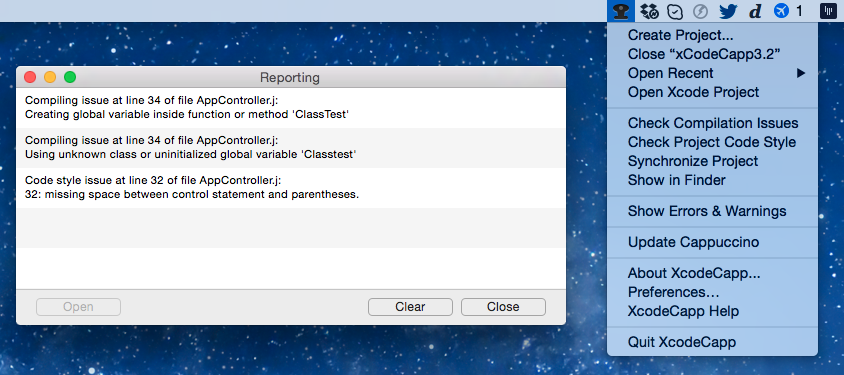 1
Create Project...
Close “xCodeCapp3.2”
Open Recent
Open Xcode Project
Check Compilation Issues
Check Project Code Style
Synchronize Project
Show in Finder
Show Errors & Warnings
Update Cappuccino
About XcodeCapp...
Preferences...
XcodeCapp Help
Quit XcodeCapp
Reporting
Compiling issue at line 34 of file AppController.j:
Creating global variable inside function or method 'ClassTest'
Compiling issue at line 34 of file AppController.j:
Using unknown class or uninitialized global variable 'Classtest'
Code style issue at line 32 of file AppController.j:
32: missing space between control statement and parentheses.
Open Clear Close